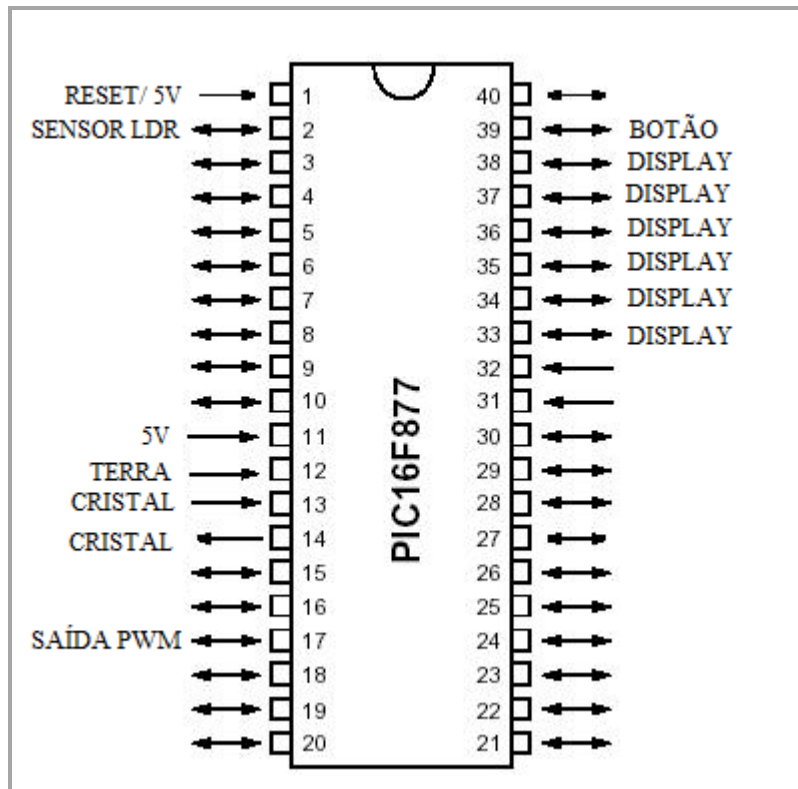 RESET/ 5V 1 40
SENSOR LDR 2 39 BOTÃO
3 38 DISPLAY
4 37 DISPLAY
5 36 DISPLAY
6 35 DISPLAY
7 34 DISPLAY
8 33 DISPLAY
9 32
10 31
5V 11 30
TERRA 12 29
CRISTAL 13 28
CRISTAL 14 27
15 26
16 25
SAÍDA PWM 17 24
18 23
19 22
20 21
PIC16F877